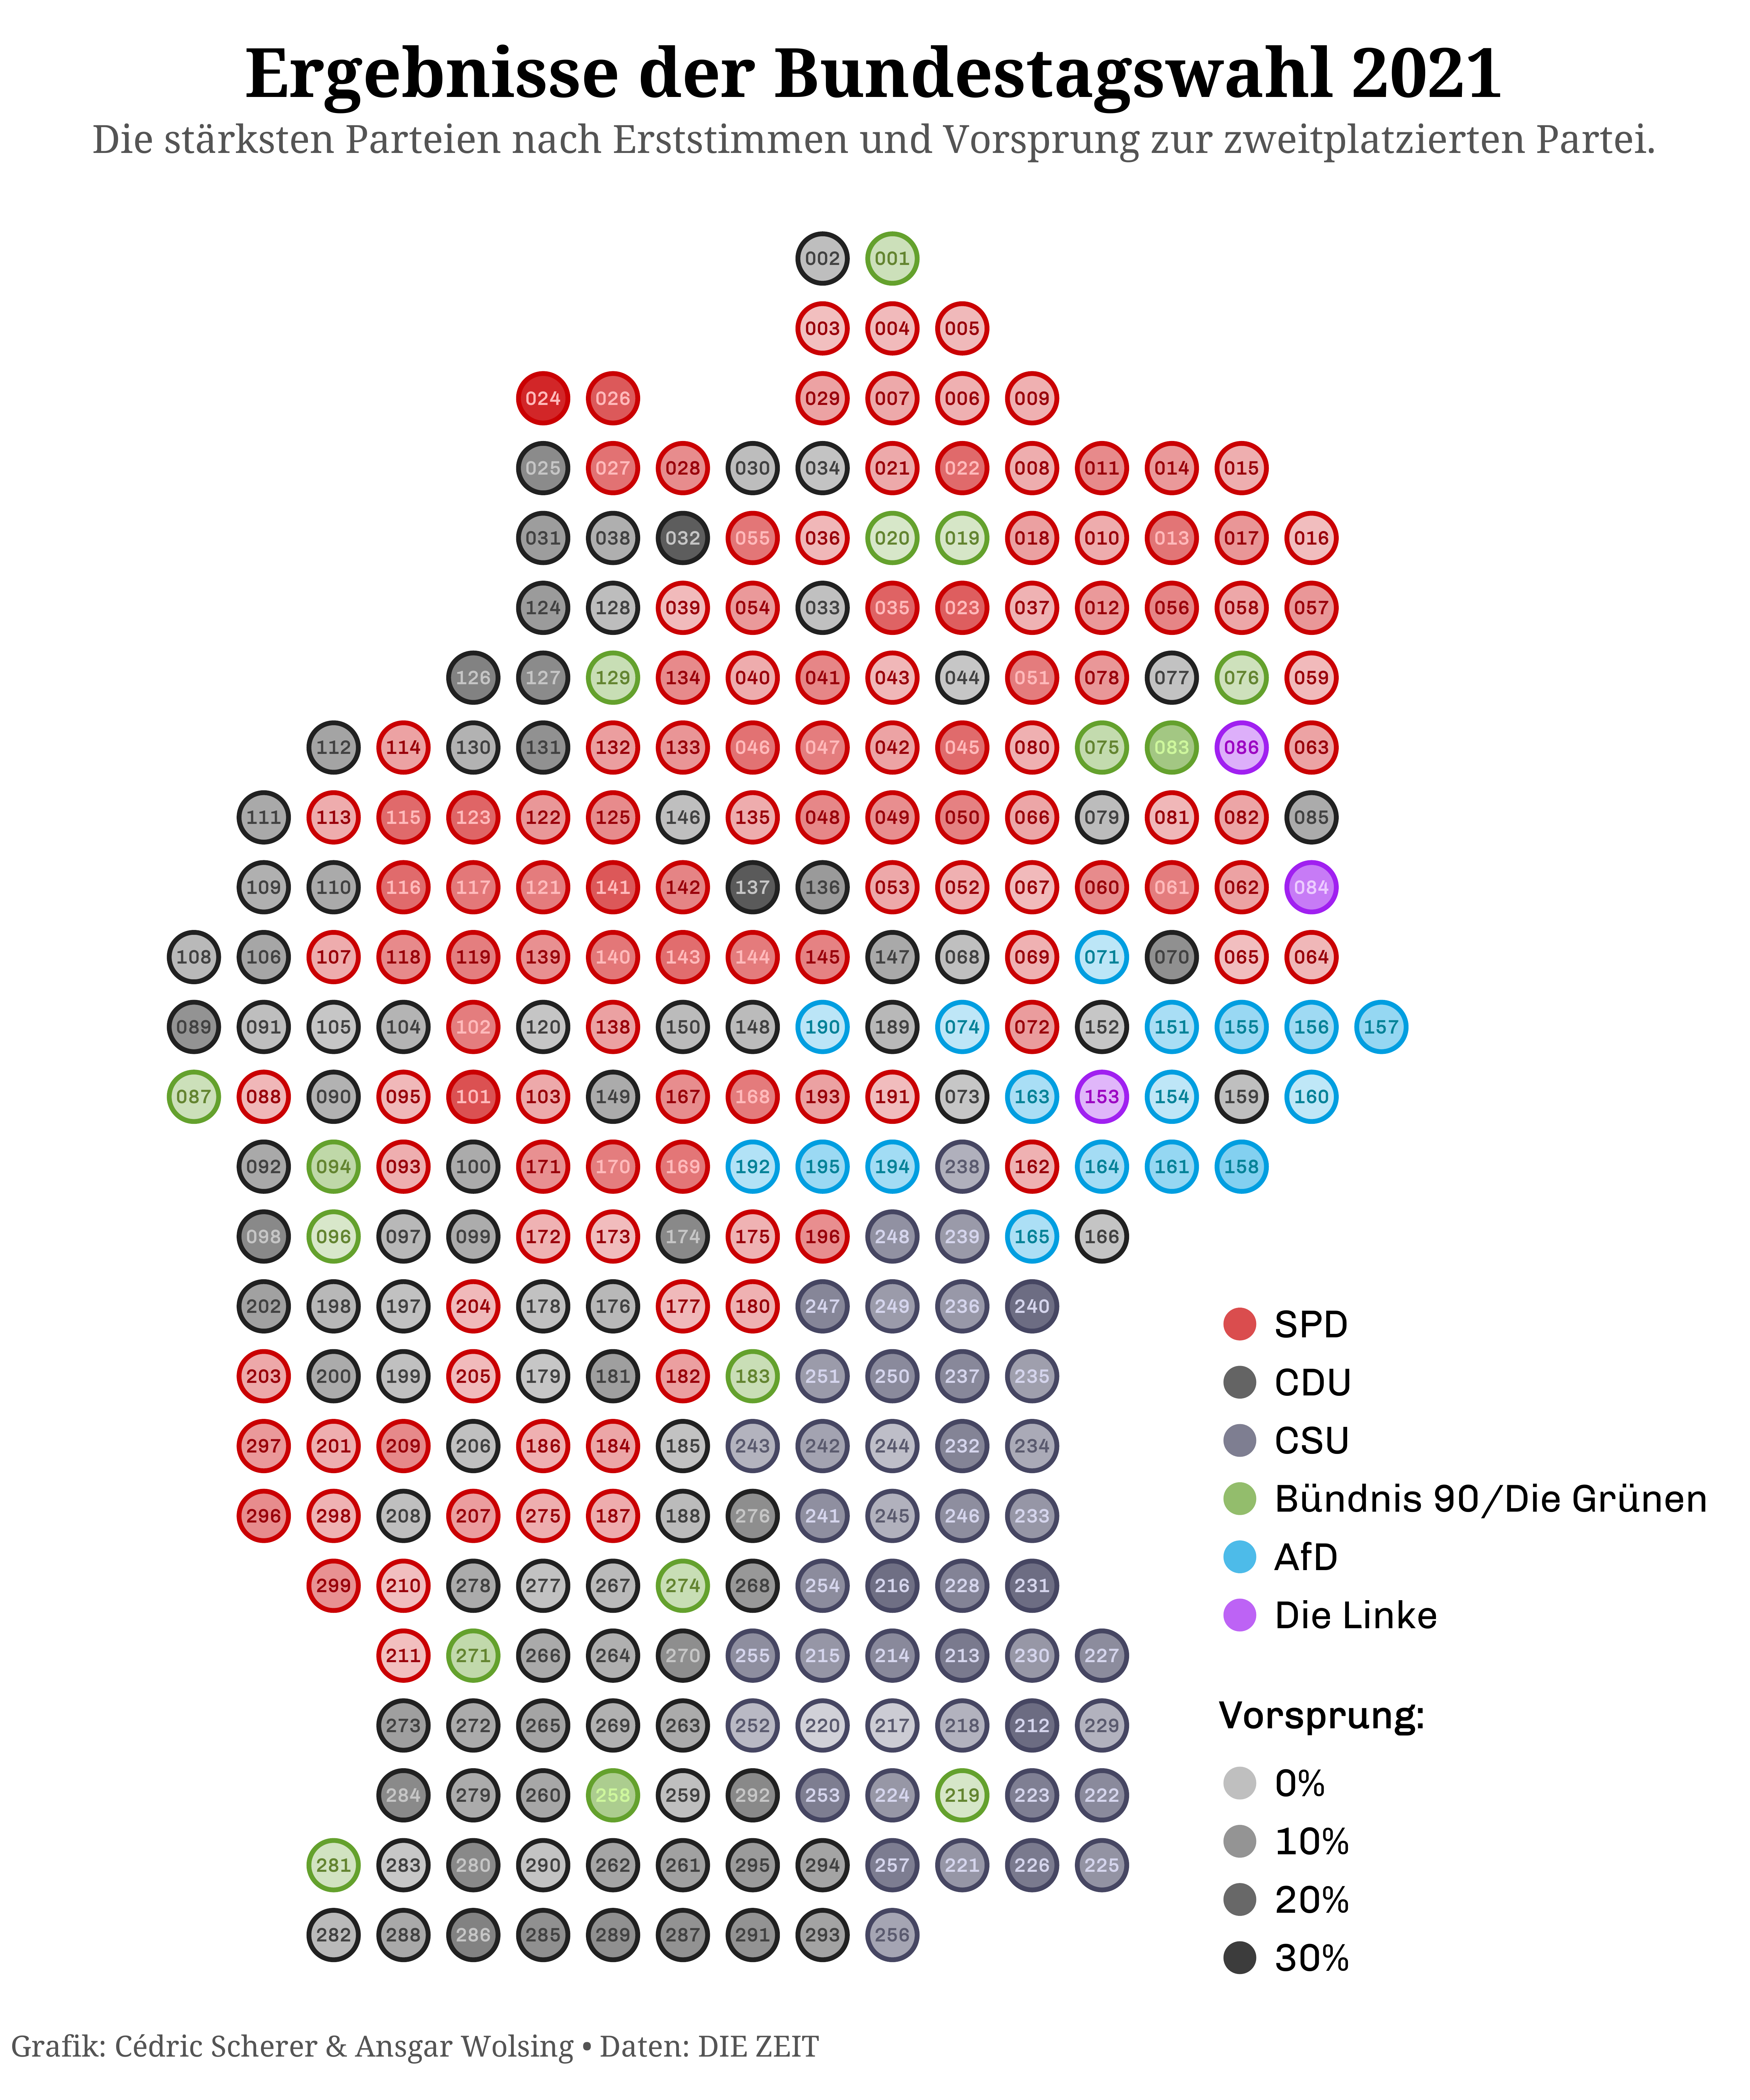 Ergebnisse der Bundestagswahl 2021
Die stärksten Parteien nach Erststimmen und Vorsprung zur zweitplatzierten Partei.
002 001
003 004 005
024 026 029 007 006 009
025 027 028 030 034 021 022 008 011 014 015
031 038 032 055 036 020 019 018 010 013 017 016
124 128 039 054 033 035 023 037 012 056 058 057
126 127 129 134 040 041 043 044 051 078 077 076 059
112 114 130 131 132 133 046 047 042 045 080 075 083 086 063
111 113 115 123 122 125 146 135 048 049 050 066 079 081 082 085
109 110 116 117 121 141 142 137 136 053 052 067 060 061 062 084
108 106 107 118 119 139 140 143 144 145 147 068 069 071 070 065 064
089 091 105 104 102 120 138 150 148 190 189 074 072 152 151 155 156 157
087 088 090 095 101 103 149 167 168 193 191 073 163 153 154 159 160
092 094 093 100 171 170 169 192 195 194 238 162 164 161 158
098 096 097 099 172 173 174 175 196 248 239 165 166
202 198 197 204 178 176 177 180 247 249 236 240
203 200 199 205 179 181 182 183 251 250 237 235
297 201 209 206 186 184 185 243 242 244 232 234
296 298 208 207 275 187 188 276 241 245 246 233
299 210 278 277 267 274 268 254 216 228 231
211 271 266 264 270 255 215 214 213 230 227
273 272 265 269 263 252 220 217 218 212 229
284 279 260 258 259 292 253 224 219 223 222
281 283 280 290 262 261 295 294 257 221 226 225
282 288 286 285 289 287 291 293 256
SPD
CDU
CSU
Bündnis 90/Die Grünen
AfD
Die Linke
Vorsprung:
0%
10%
20%
30%
Grafik: Cédric Scherer & Ansgar Wolsing • Daten: DIE ZEIT